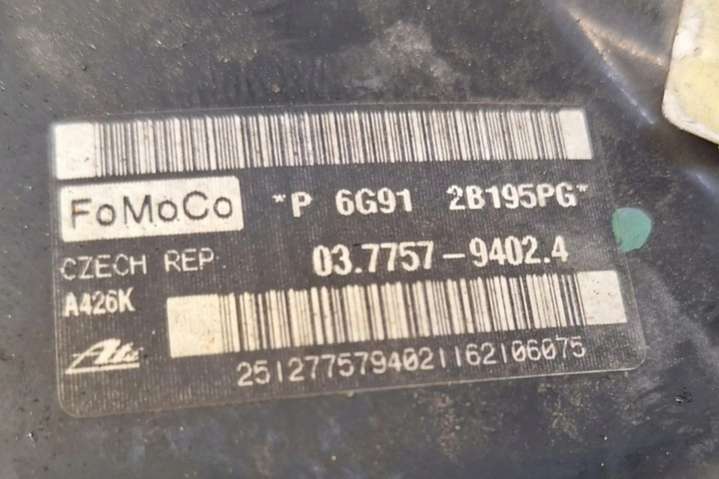 FoMoCo *P 6G91 2B195PG*
CZECH REP 03.7757-9402.4
A426K
Ate
2512775794021162106075